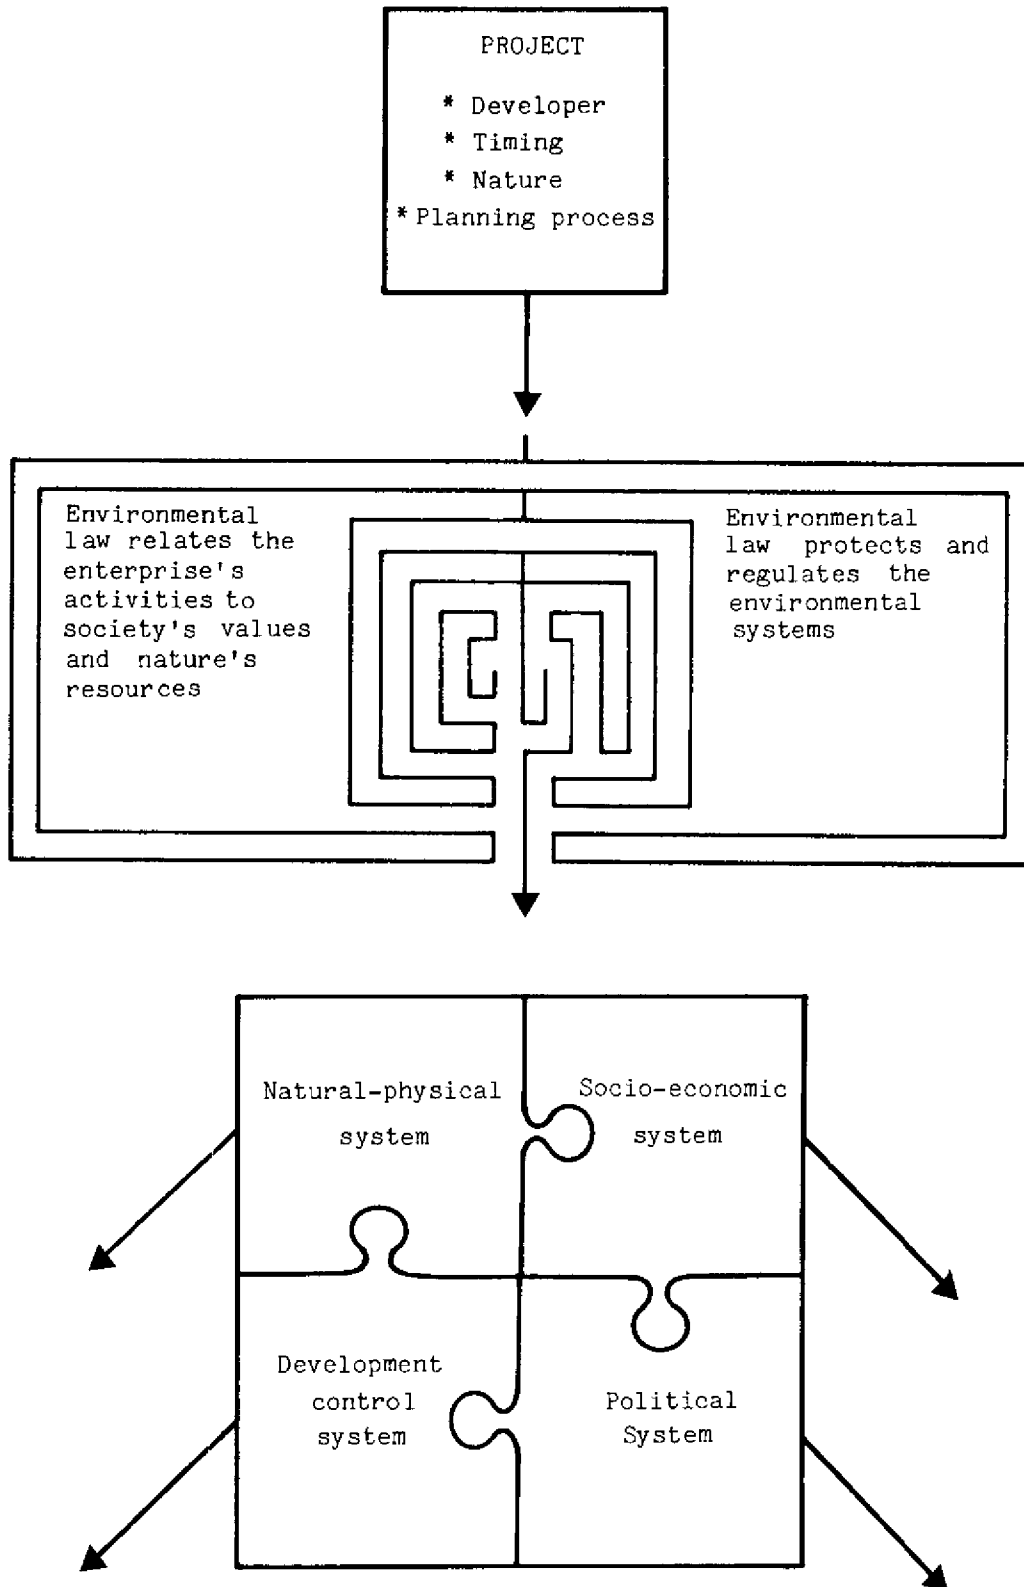 PROJECT
* Developer
* Timing
* Nature
* Planning process
Environmental
law relates the
enterprise's
activities to
society's values
and nature's
resources
Environmental
law protects and
regulates the
environmental
systems
Natural-physical
system
Socio-economic
system
Development
control
system
Political
System